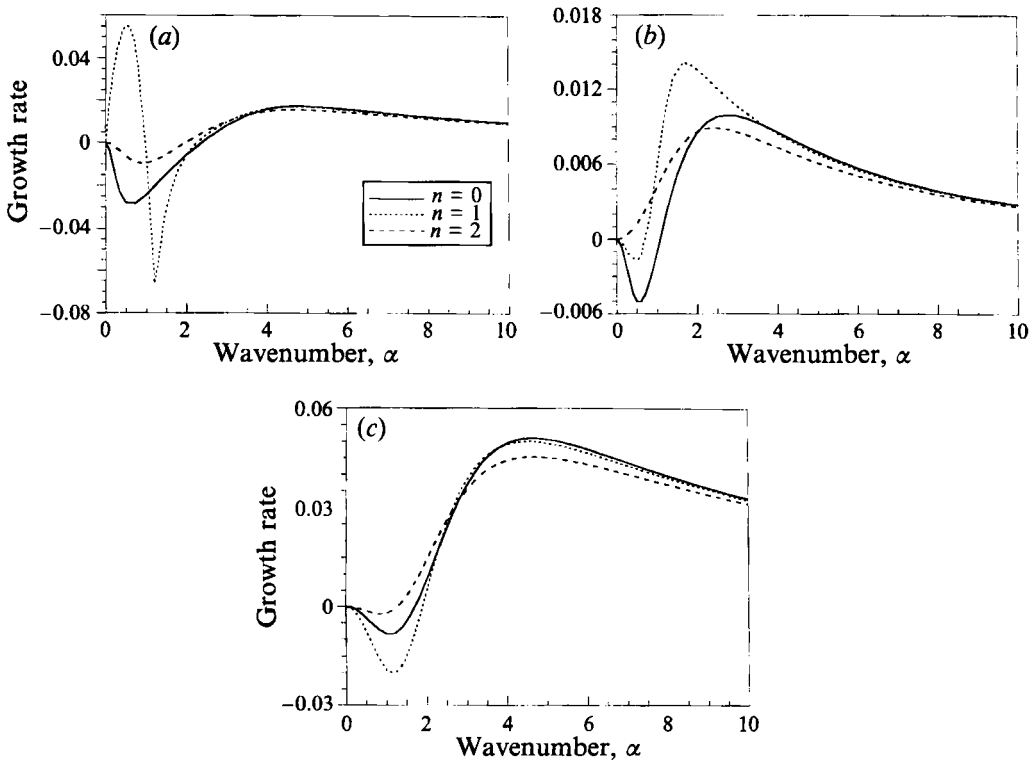 (a)
0.04
0
−0.04
−0.08
Growth rate
n = 0
n = 1
n = 2
0 2 4 6 8 10
Wavenumber, α
(b)
0.018
0.012
0.006
0
−0.006
0 2 4 6 8 10
Wavenumber, α
(c)
0.06
0.03
0
−0.03
Growth rate
0 2 4 6 8 10
Wavenumber, α